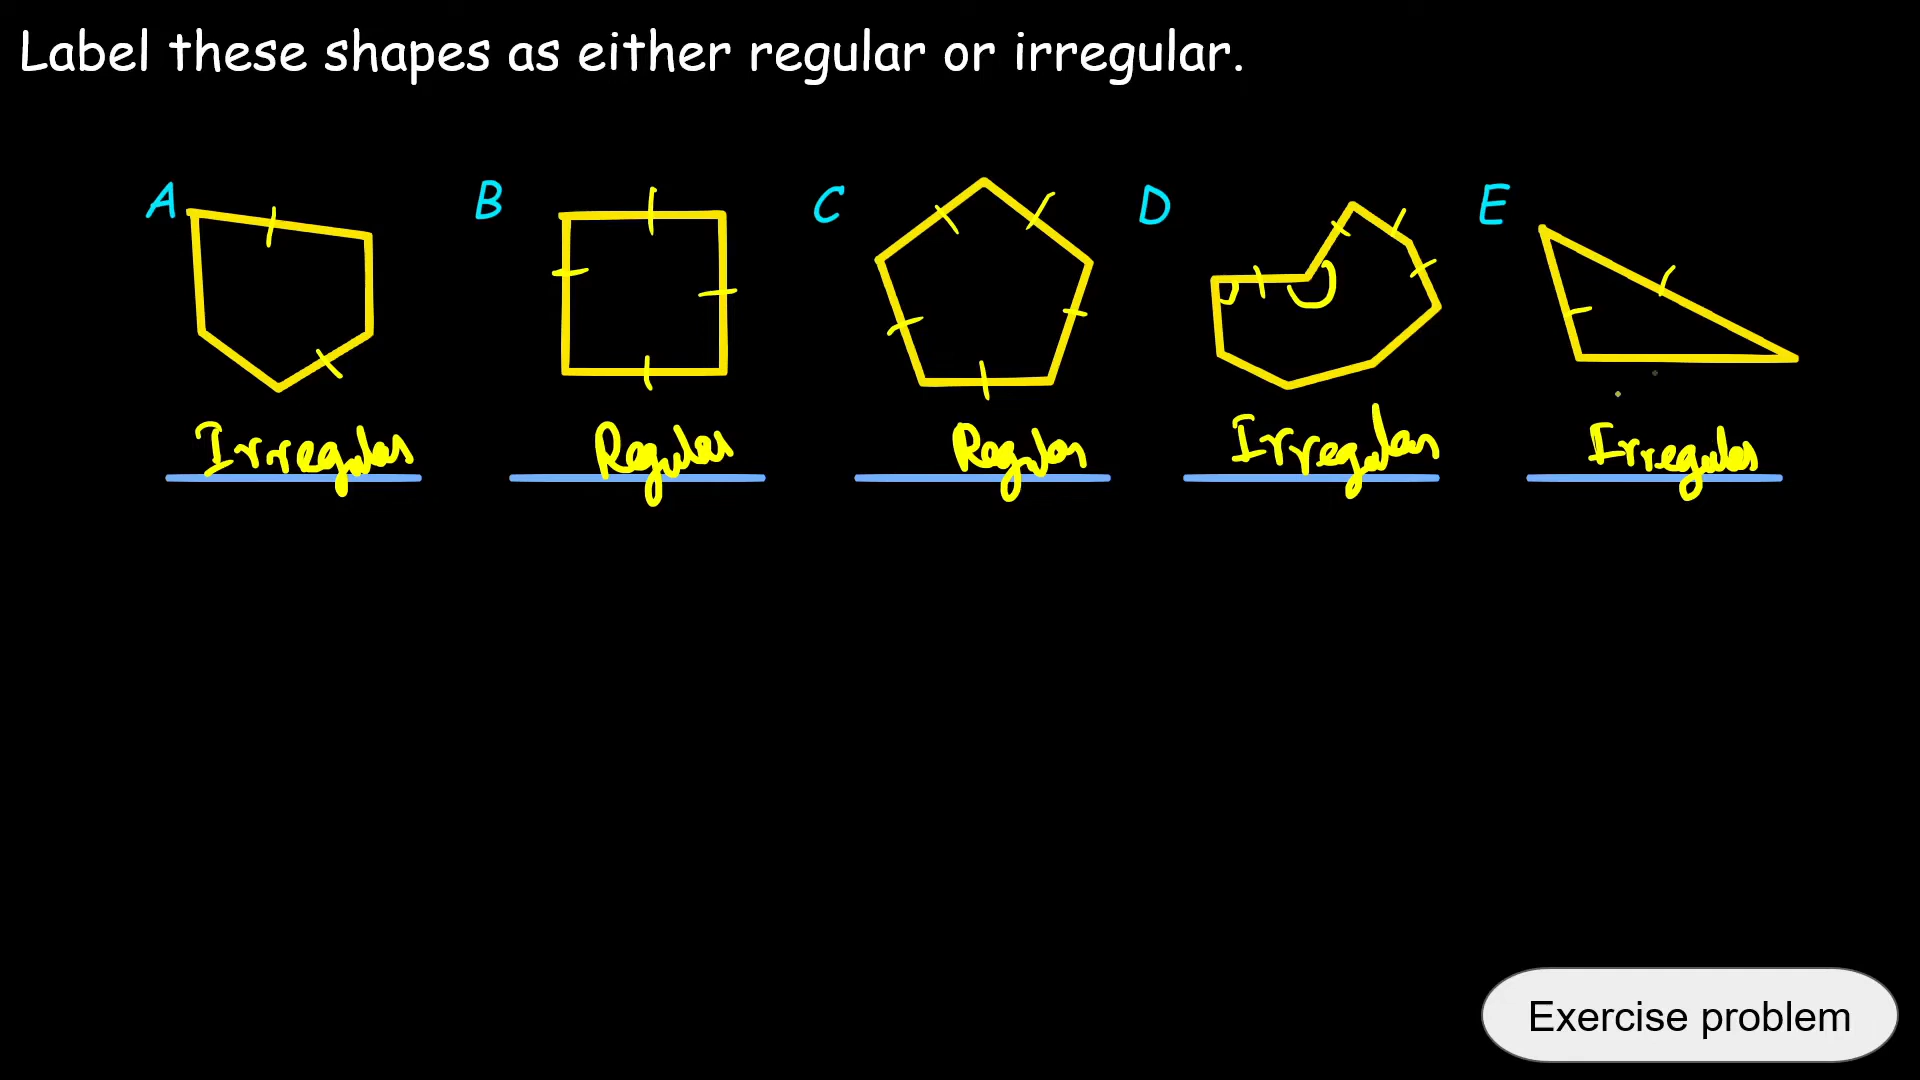 Label these shapes as either regular or irregular.
A B C D E
Irregular Regular Regular Irregular Irregular
Exercise problem